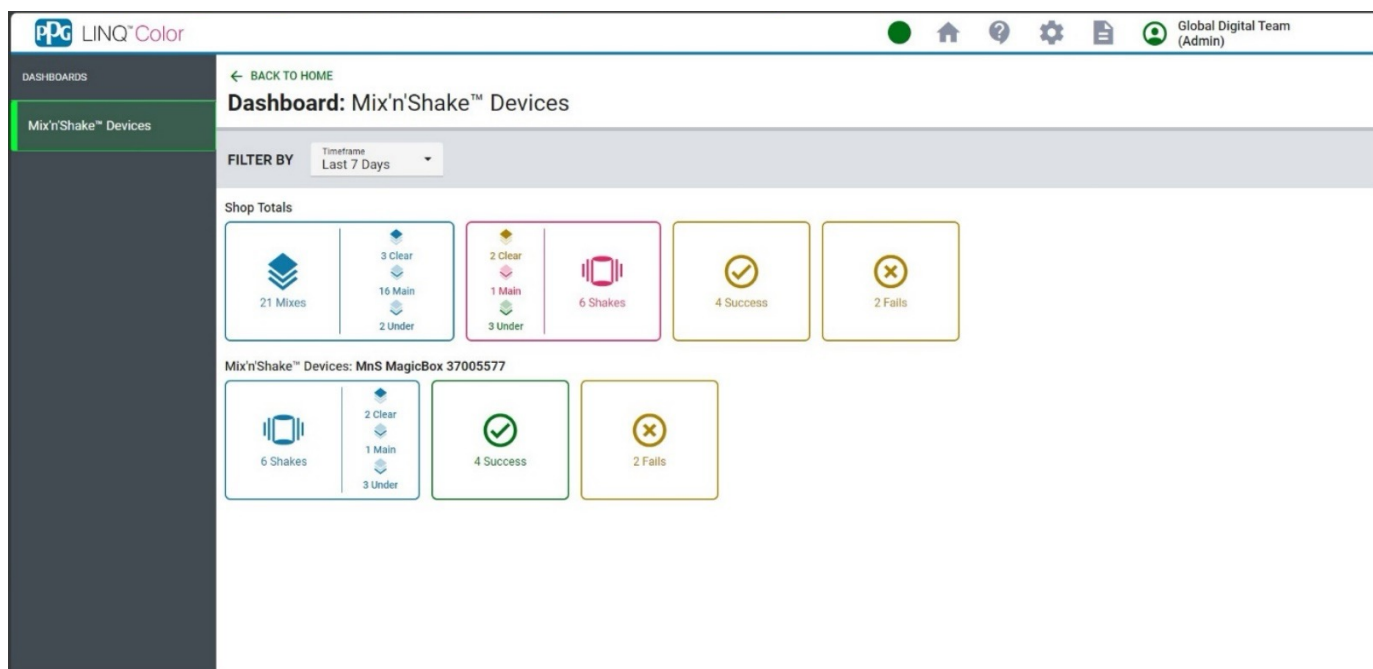 PPG LINQ™Color
Global Digital Team
(Admin)
DASHBOARDS
Mix'n'Shake™ Devices
← BACK TO HOME
Dashboard: Mix'n'Shake™ Devices
FILTER BY
Timeframe
Last 7 Days
Shop Totals
21 Mixes
3 Clear
16 Main
2 Under
2 Clear
1 Main
3 Under
6 Shakes
4 Success
2 Fails
Mix'n'Shake™ Devices: MnS MagicBox 37005577
6 Shakes
2 Clear
1 Main
3 Under
4 Success
2 Fails